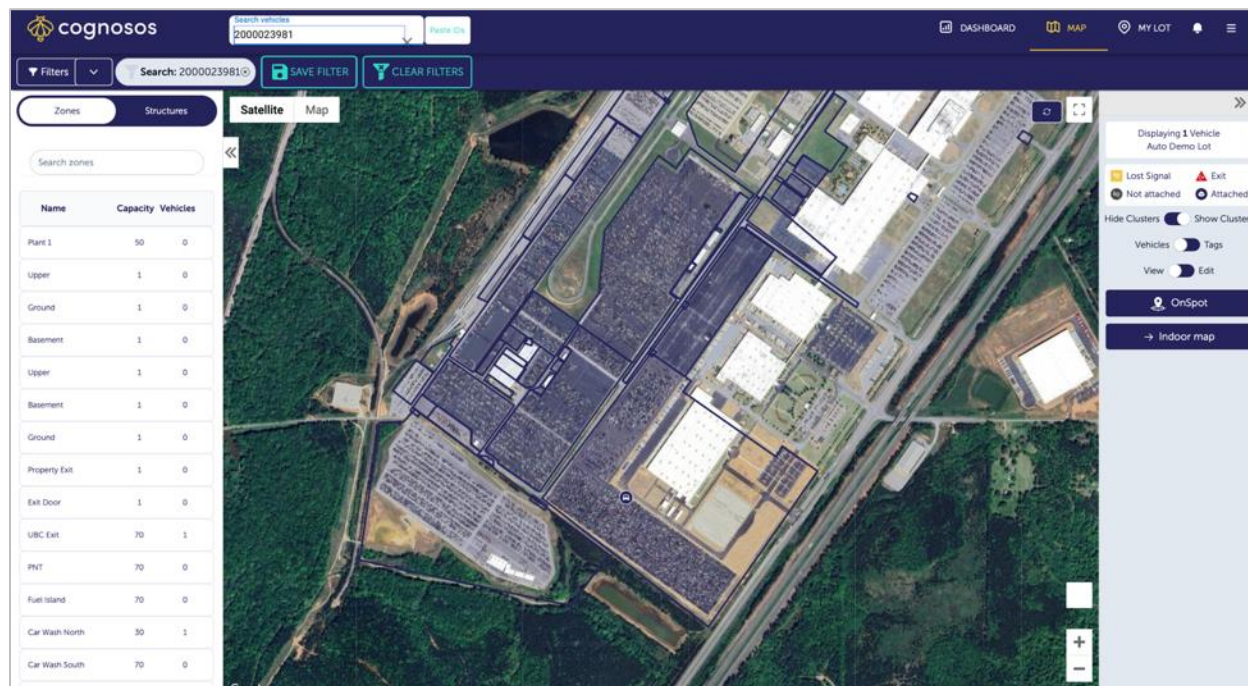 cognosos
Search vehicles
2000023981
Paste IDs
DASHBOARD
MAP
MY LOT
Filters
Search: 2000023981
SAVE FILTER
CLEAR FILTERS
Zones
Structures
Search zones
Name Capacity Vehicles
Plant 1 50 0
Upper 1 0
Ground 1 0
Basement 1 0
Upper 1 0
Basement 1 0
Ground 1 0
Property Exit 1 0
Exit Door 1 0
UBC Exit 70 1
PNT 70 0
Fuel Island 70 0
Car Wash North 30 1
Car Wash South 70 0
Satellite Map
Displaying 1 Vehicle
Auto Demo Lot
Lost Signal Exit
Not attached Attached
Hide Clusters Show Cluster
Vehicles Tags
View Edit
OnSpot
→ Indoor map